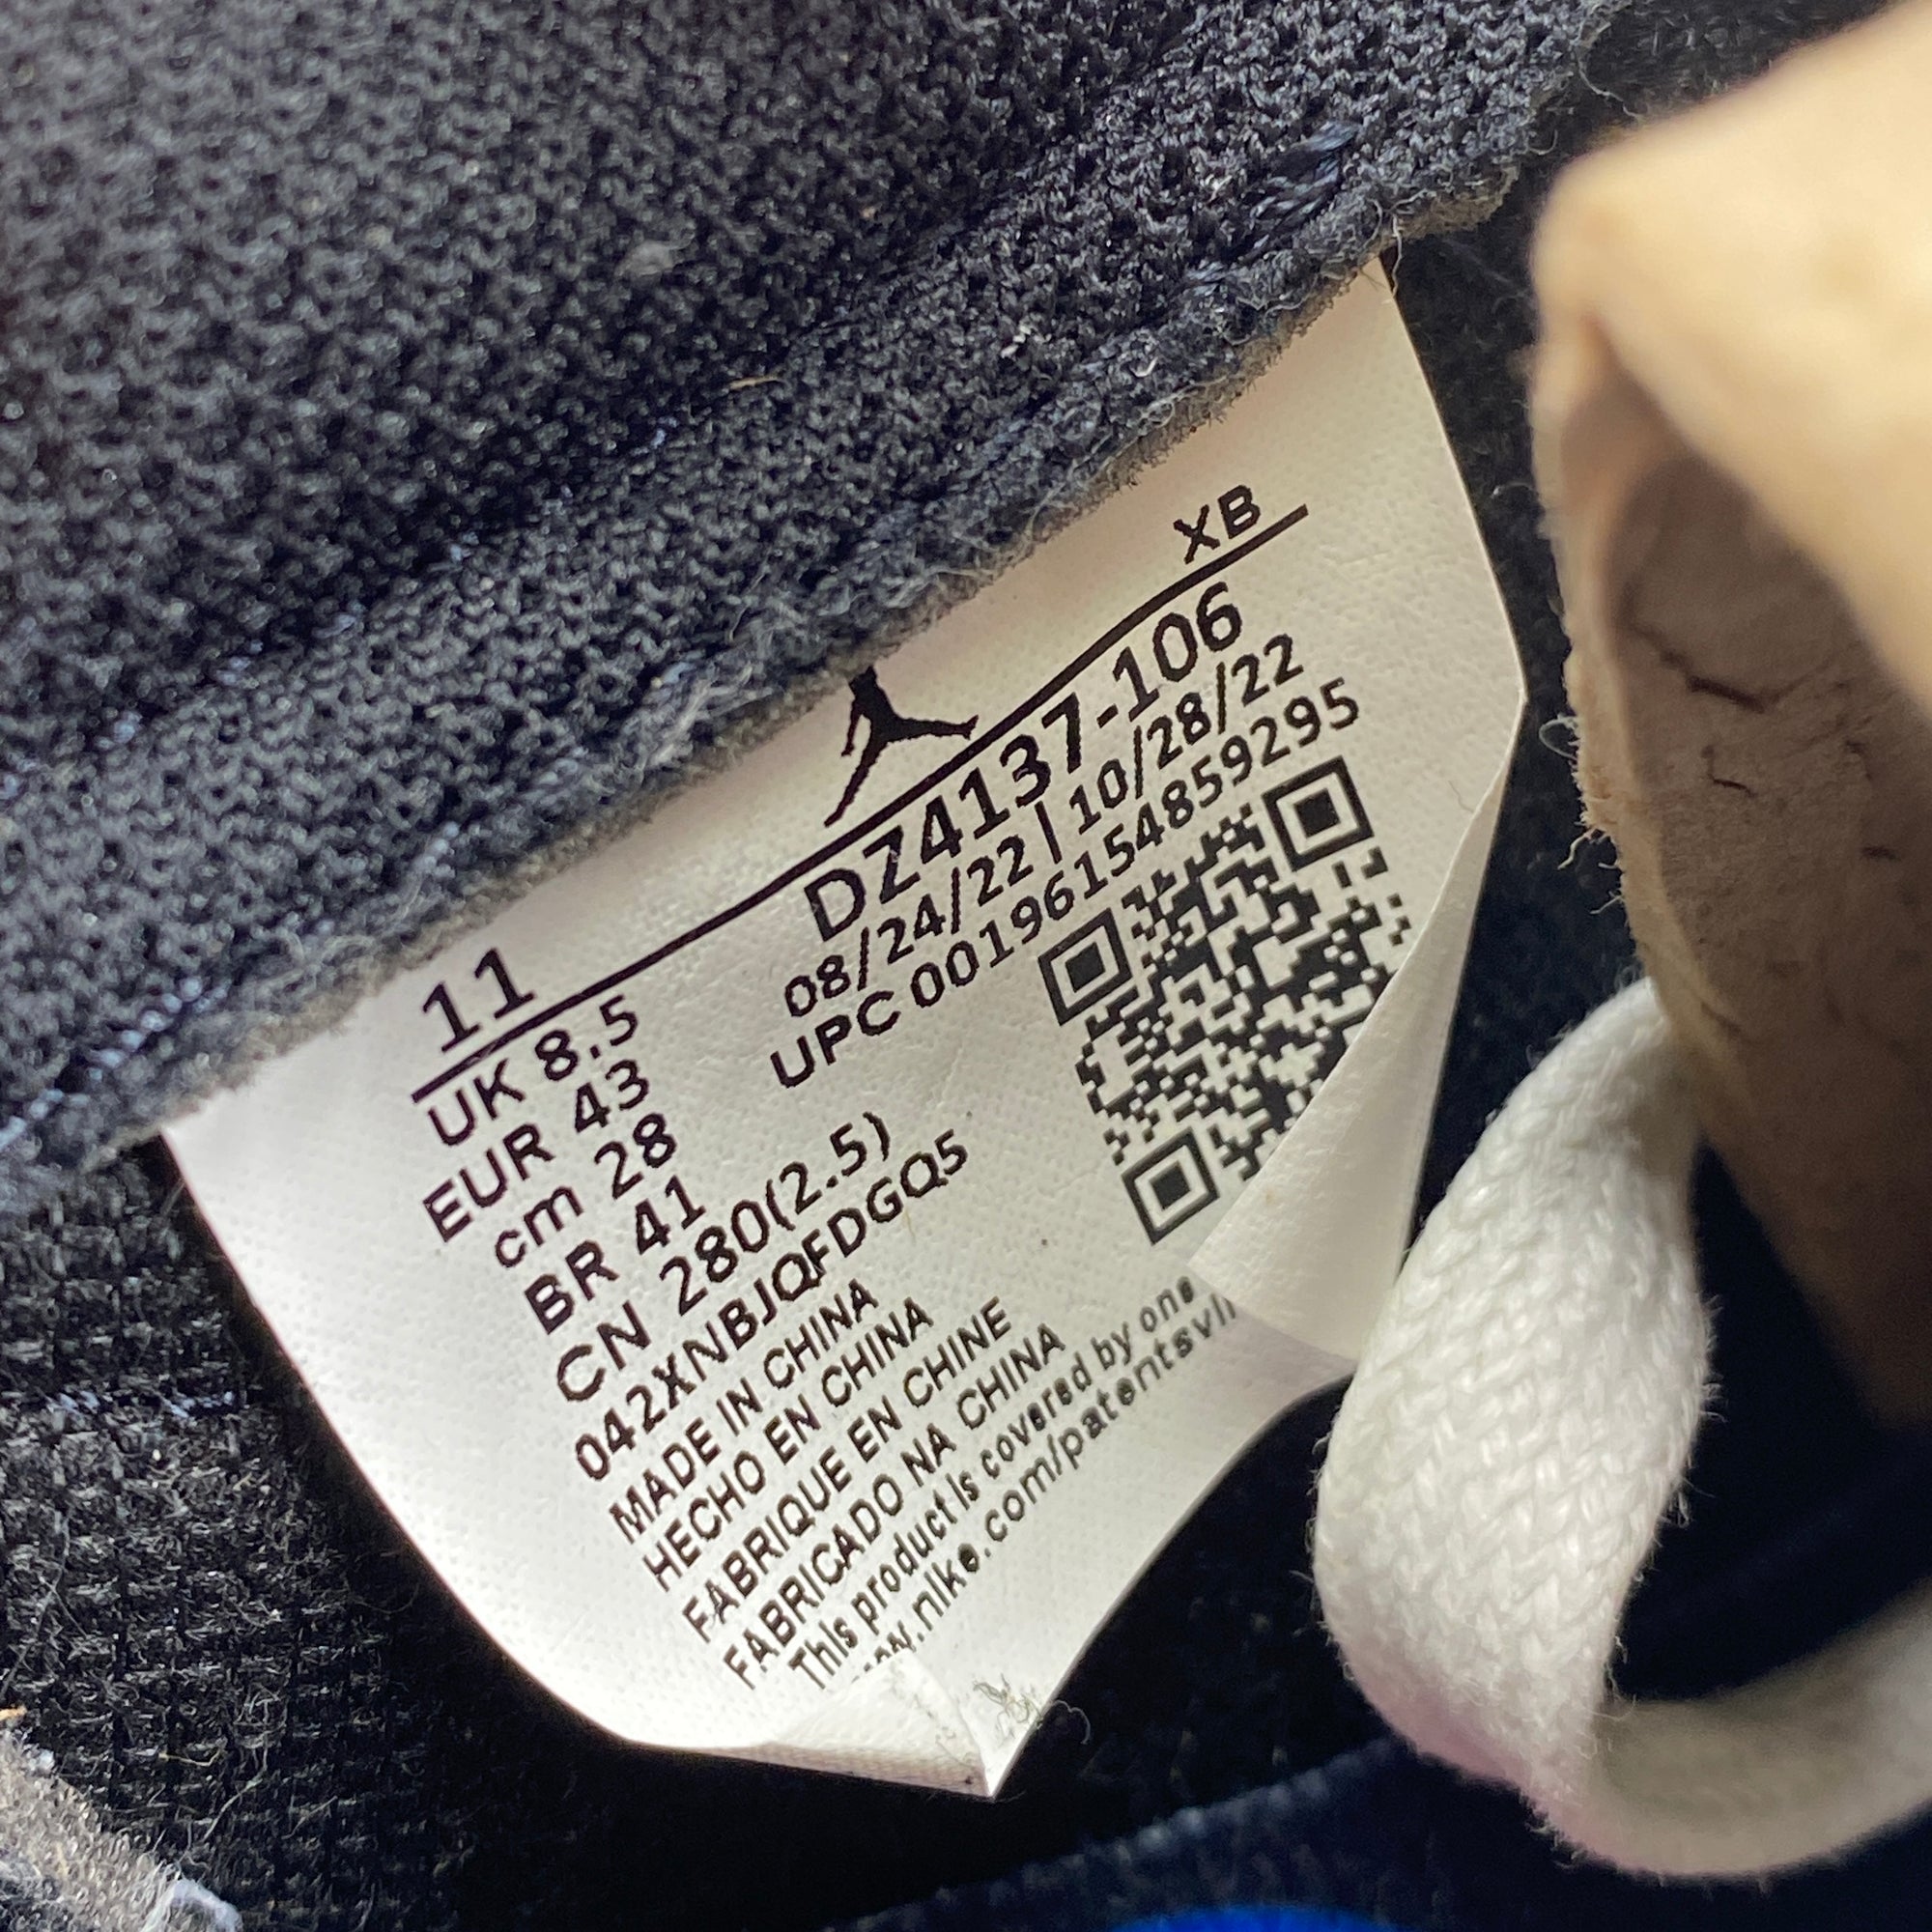 11 XB
UK 8.5
EUR 43
cm 28
BR 41
CN 280(2.5)
DZ4137-106
08/24/22 | 10/28/22
UPC 00196154859295
042XNBJQFDGQ5
MADE IN CHINA
HECHO EN CHINA
FABRIQUE EN CHINE
FABRICADO NA CHINA
This product is covered by one
.nike.com/patentsvi